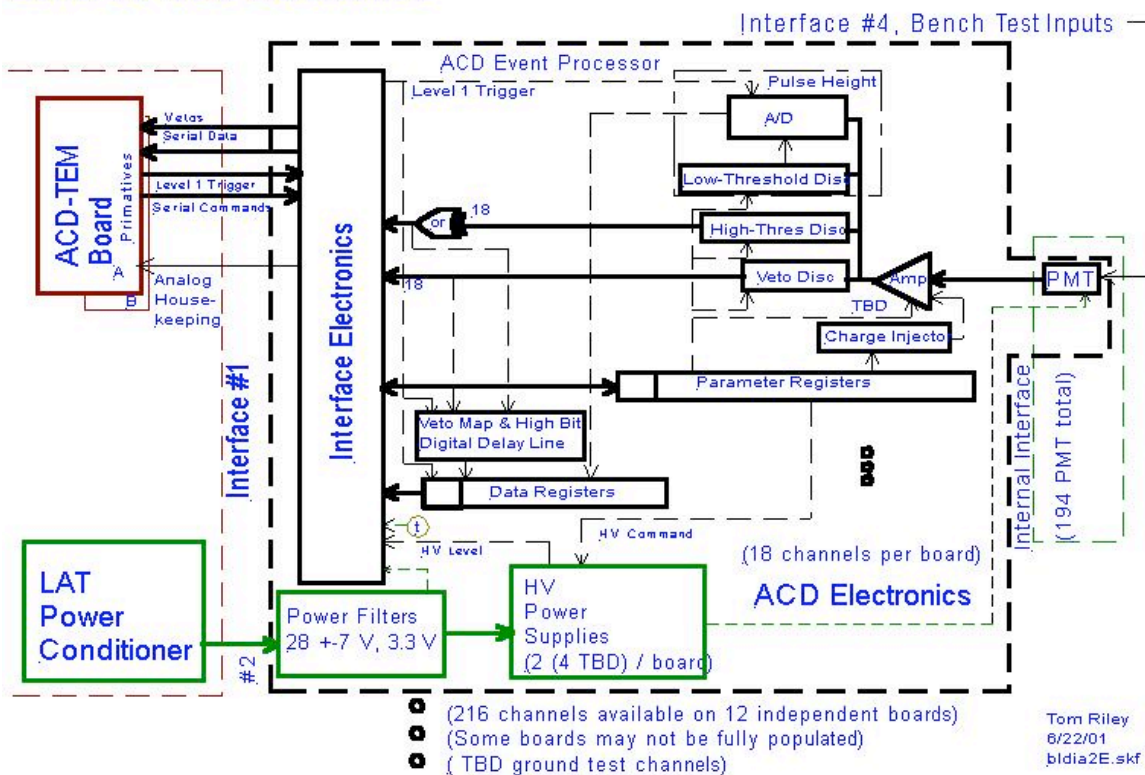 Interface #4, Bench Test Inputs
ACD Event Processor
Level 1 Trigger
Pulse Height
A/D
Low-Threshold Disc
High-Thres Disc
Veto Disc
Amp
TBD
PMT
Charge Injector
Parameter Registers
or
18
18
Vetos
Serial Data
Level 1 Trigger
Serial Commands
ACD-TEM
Board
Primatives
A
B
Analog
House-
keeping
Interface #1
Interface Electronics
Veto Map & High Bit
Digital Delay Line
Data Registers
t
HV Level
HV Command
Internal Interface
(194 PMT total)
(18 channels per board)
ACD Electronics
LAT
Power
Conditioner
#2
Power Filters
28 +-7 V, 3.3 V
HV
Power
Supplies
(2 (4 TBD) / board)
(216 channels available on 12 independent boards)
(Some boards may not be fully populated)
( TBD ground test channels)
Tom Riley
6/22/01
bldia2E.skf